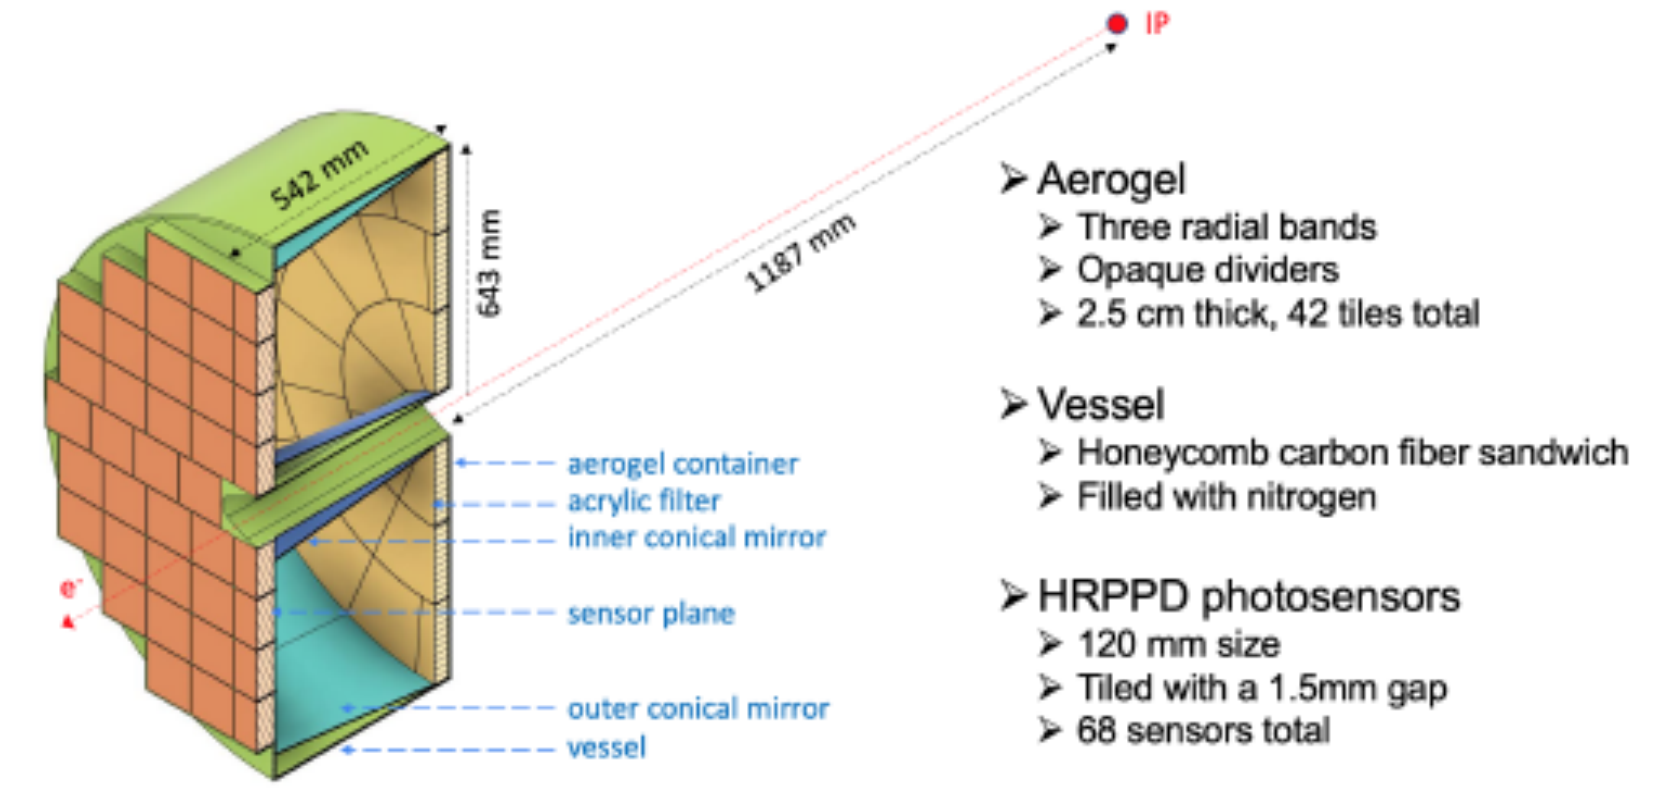 IP
542 mm
643 mm
1187 mm
aerogel container
acrylic filter
inner conical mirror
e-
sensor plane
outer conical mirror
vessel
➢ Aerogel
➢ Three radial bands
➢ Opaque dividers
➢ 2.5 cm thick, 42 tiles total
➢ Vessel
➢ Honeycomb carbon fiber sandwich
➢ Filled with nitrogen
➢ HRPPD photosensors
➢ 120 mm size
➢ Tiled with a 1.5mm gap
➢ 68 sensors total